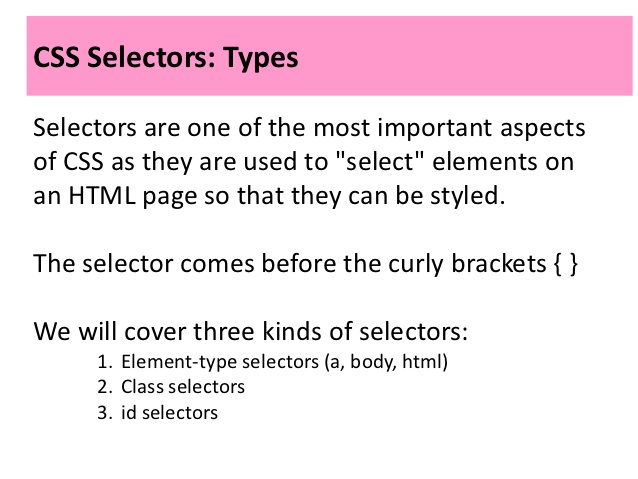 CSS Selectors: Types
Selectors are one of the most important aspects
of CSS as they are used to "select" elements on
an HTML page so that they can be styled.
The selector comes before the curly brackets { }
We will cover three kinds of selectors:
1. Element-type selectors (a, body, html)
2. Class selectors
3. id selectors